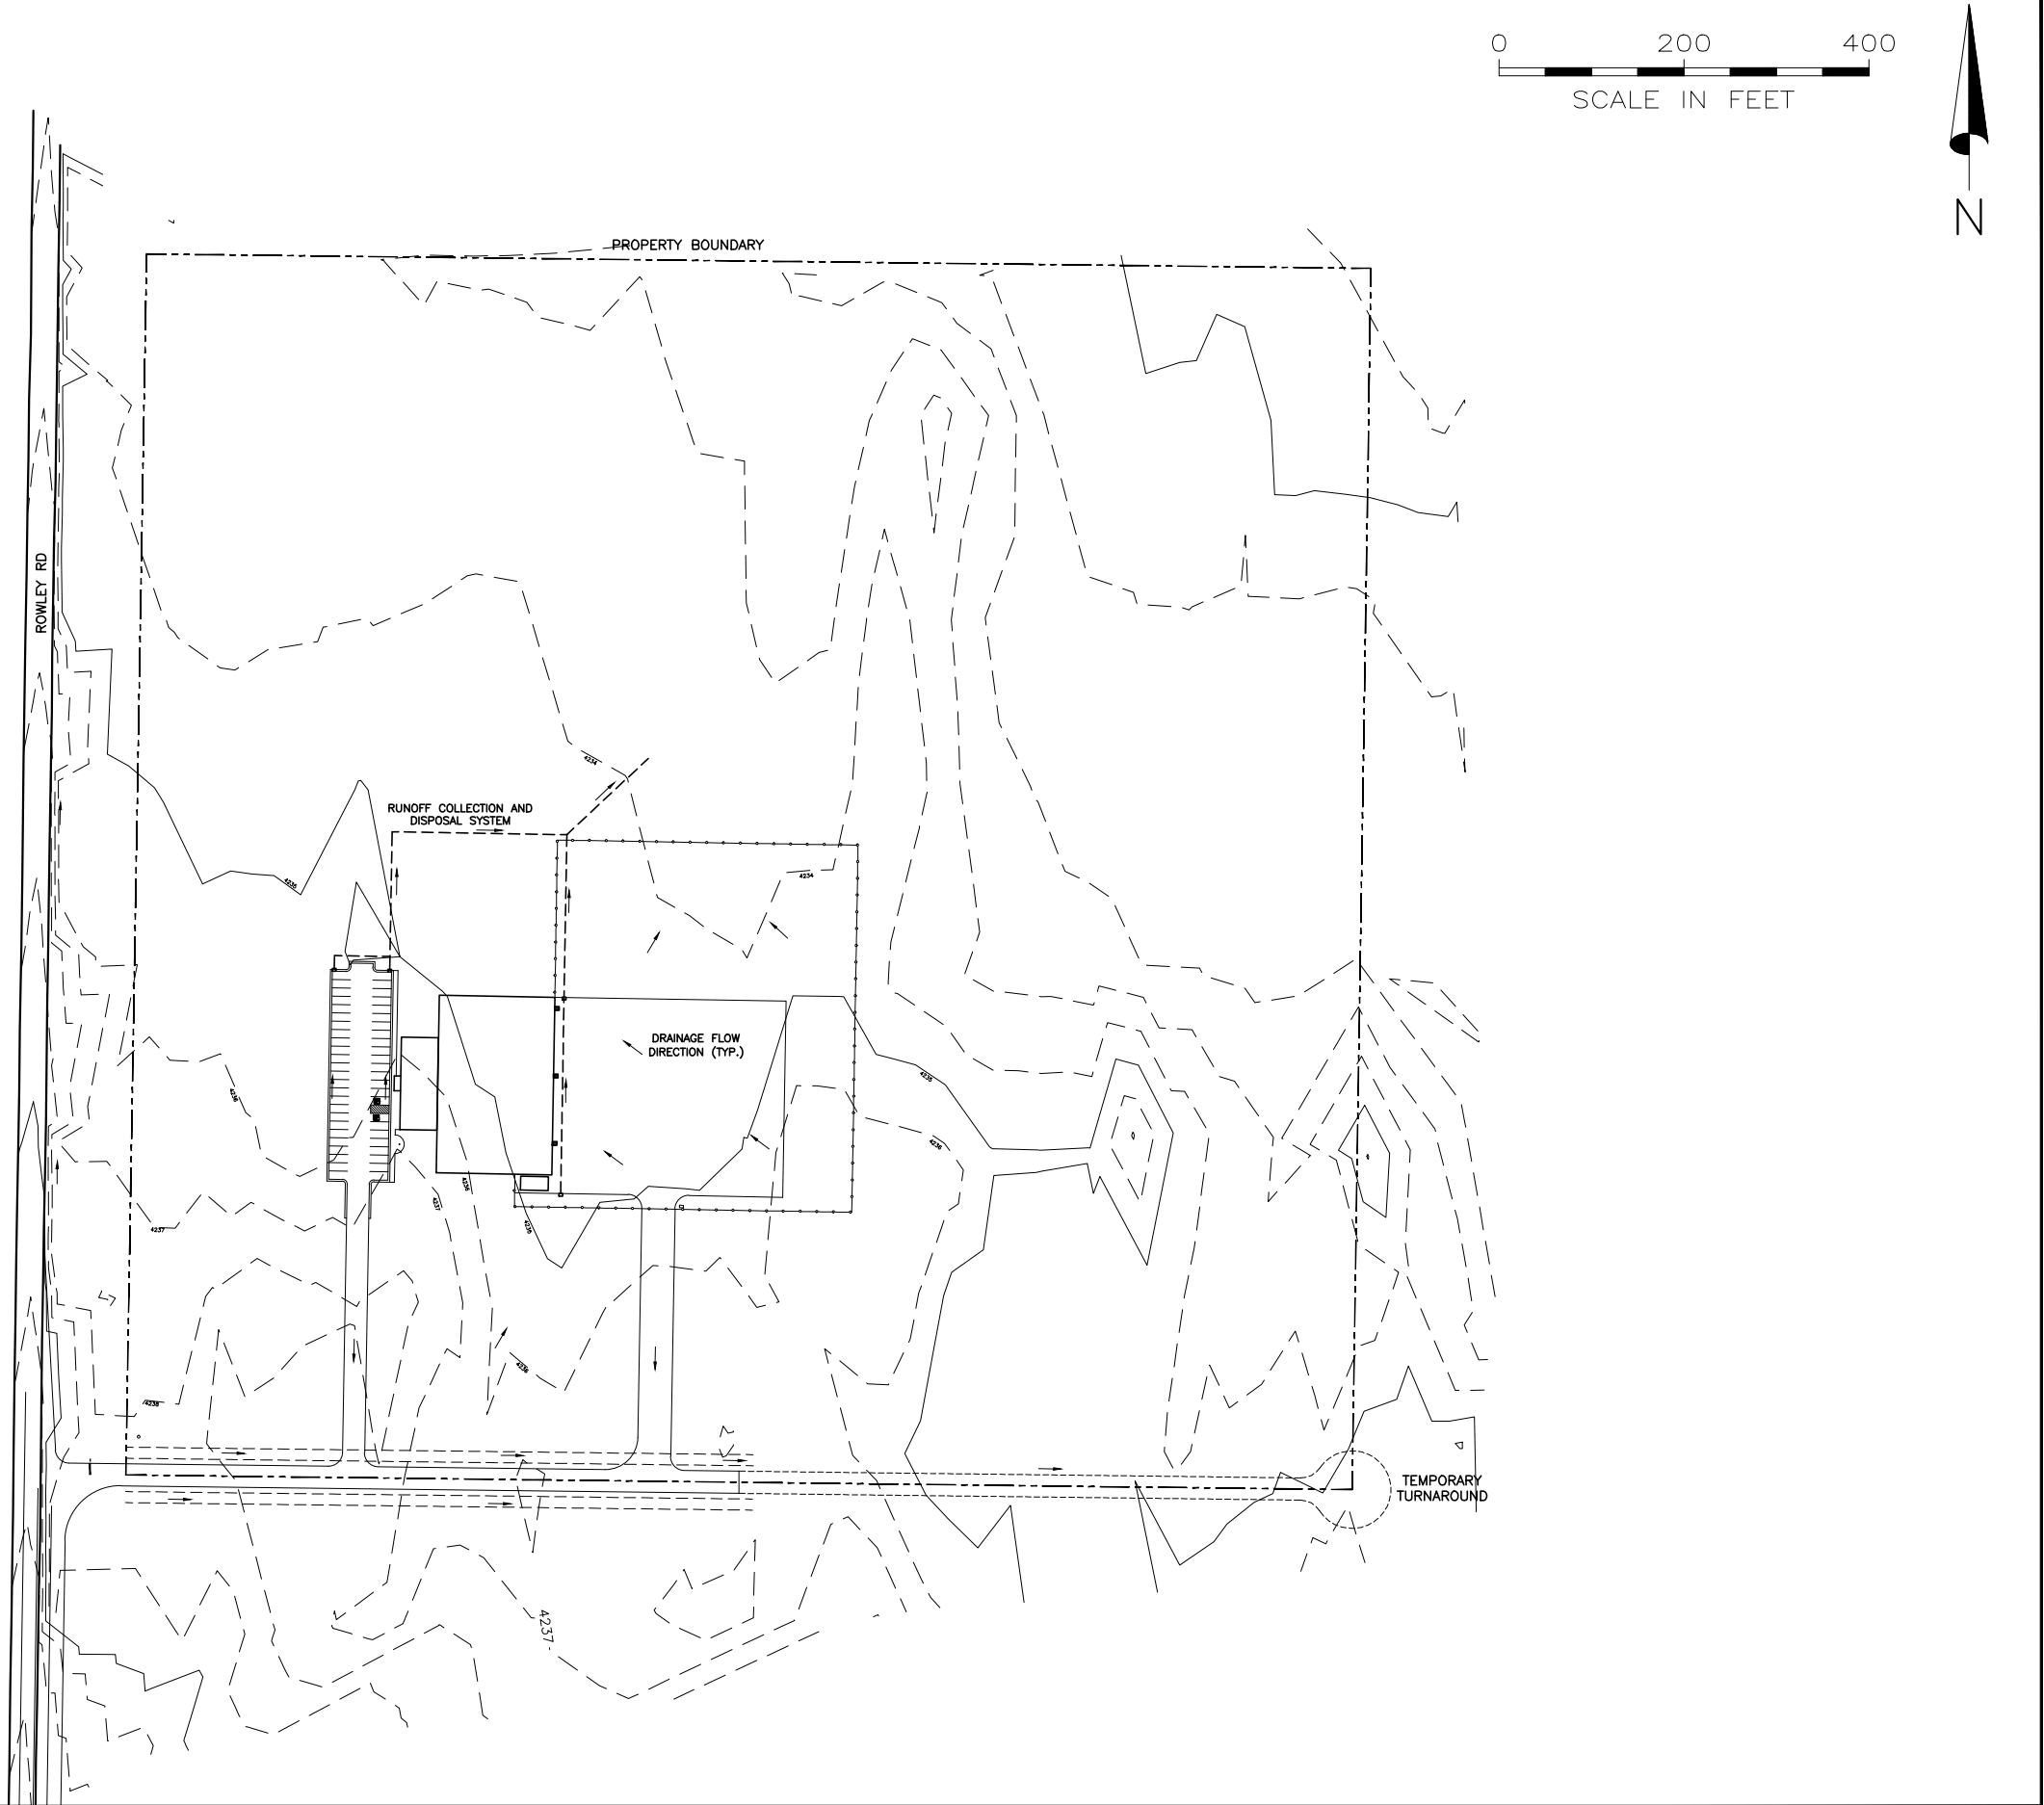 0 200 400
SCALE IN FEET
N
PROPERTY BOUNDARY
ROWLEY RD
4234
RUNOFF COLLECTION AND
DISPOSAL SYSTEM
4235
4234
DRAINAGE FLOW
DIRECTION (TYP.)
4235
4236
4236
4236
4237
4236
4237
4236
4238
TEMPORARY
TURNAROUND
4237